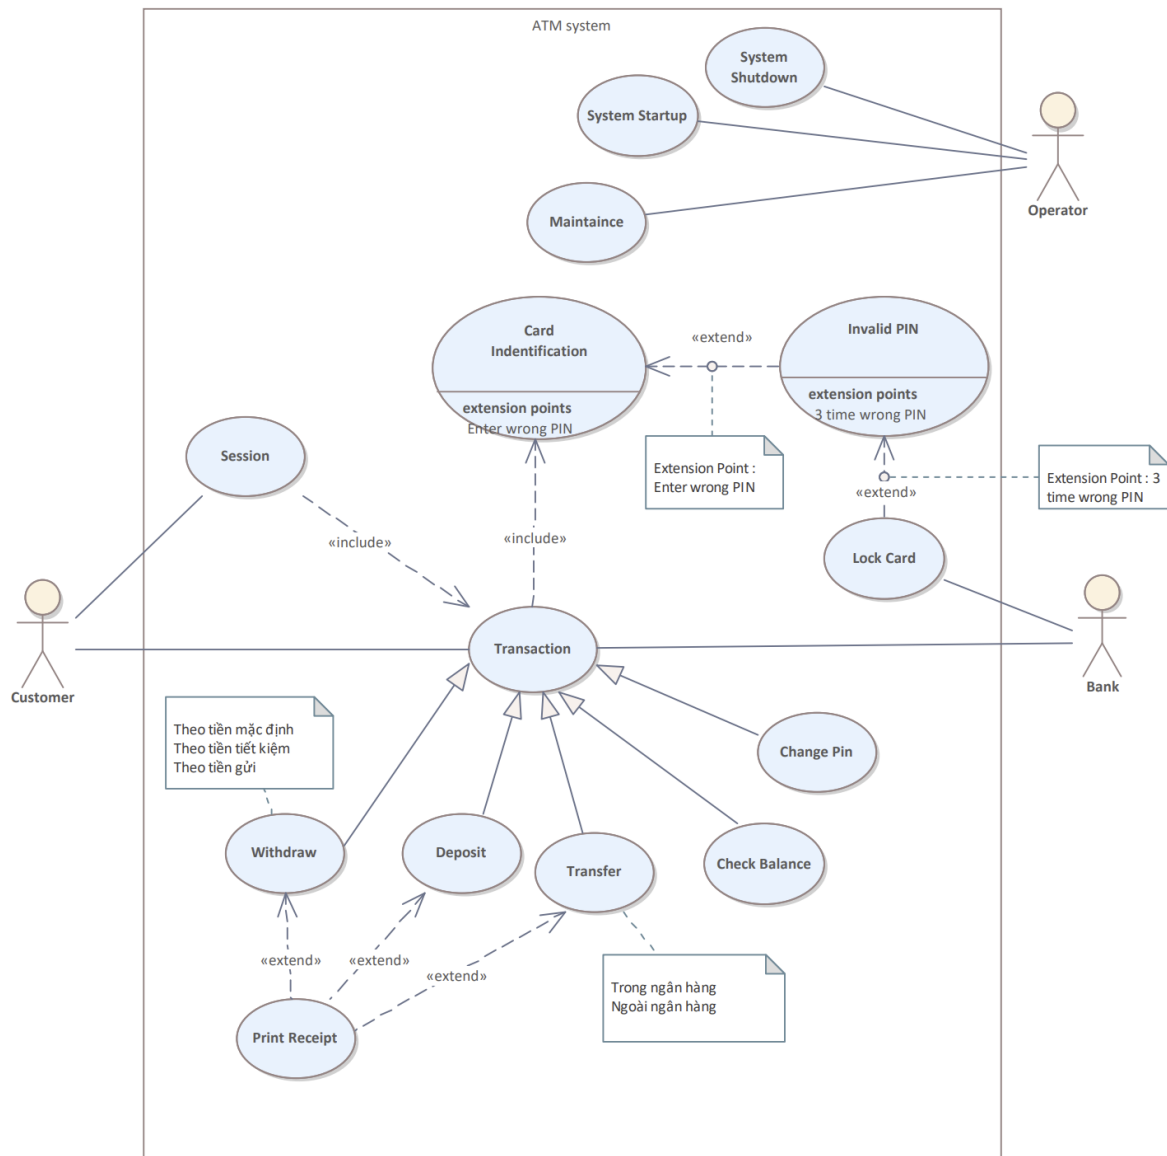 ATM system
System
Shutdown
System Startup
Operator
Maintaince
Card
Indentification
extension points
Enter wrong PIN
«extend»
Invalid PIN
extension points
3 time wrong PIN
Extension Point :
Enter wrong PIN
Extension Point : 3
time wrong PIN
«extend»
Session
«include»
«include»
Lock Card
Customer
Transaction
Bank
Theo tiền mặc định
Theo tiền tiết kiệm
Theo tiền gửi
Change Pin
Withdraw
Deposit
Transfer
Check Balance
«extend»
«extend»
«extend»
Trong ngân hàng
Ngoài ngân hàng
Print Receipt